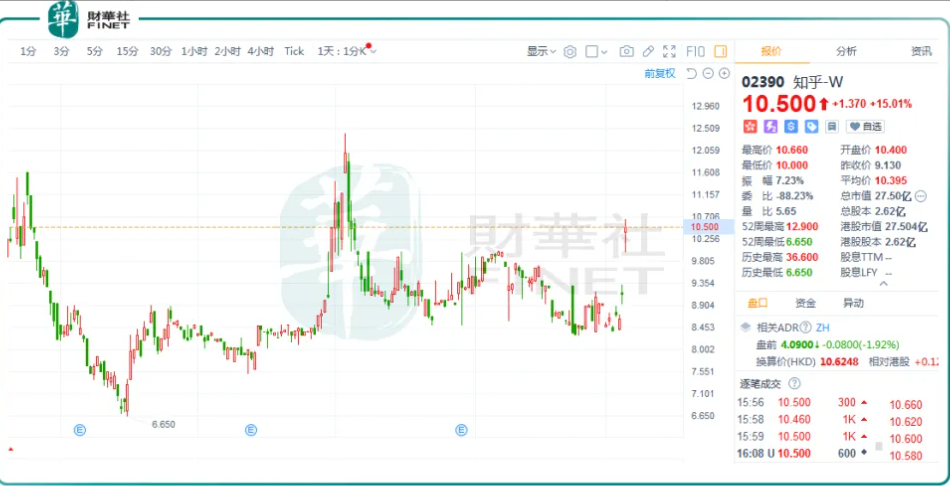 華 財華社
FINET
1分 3分 5分 15分 30分 1小时 2小时 4小时 Tick 1天:1分K 显示 FIO
前复权
12.960
12.509
12.059
11.608
11.157
10.706
10.500
10.256
9.805
9.354
8.904
8.453
8.002
7.551
7.101
6.650
華 財華社
FINET
6.650
E E E
报价 分析 资讯
02390 知乎-W
10.500 +1.370 +15.01%
自选
最高价 10.660 开盘价 10.400
最低价 10.000 昨收价 9.130
振 幅 7.23% 平均价 10.395
委 比 -88.23% 总市值 27.50亿
量 比 5.65 总股本 2.62亿
52周最高 12.900 港股市值 27.504亿
52周最低 6.650 港股股本 2.62亿
历史最高 36.600 股息TTM --
历史最低 6.650 股息LFY --
盘口 资金 异动
相关ADR ? ZH
盘前 4.0900↓ -0.0800(-1.92%)
换算价(HKD) 10.6248 相对港股 +0.12
逐笔成交 ?
15:56 10.500 300 10.660
15:58 10.460 1K 10.620
15:59 10.500 1K 10.600
16:08 U 10.500 600 10.580